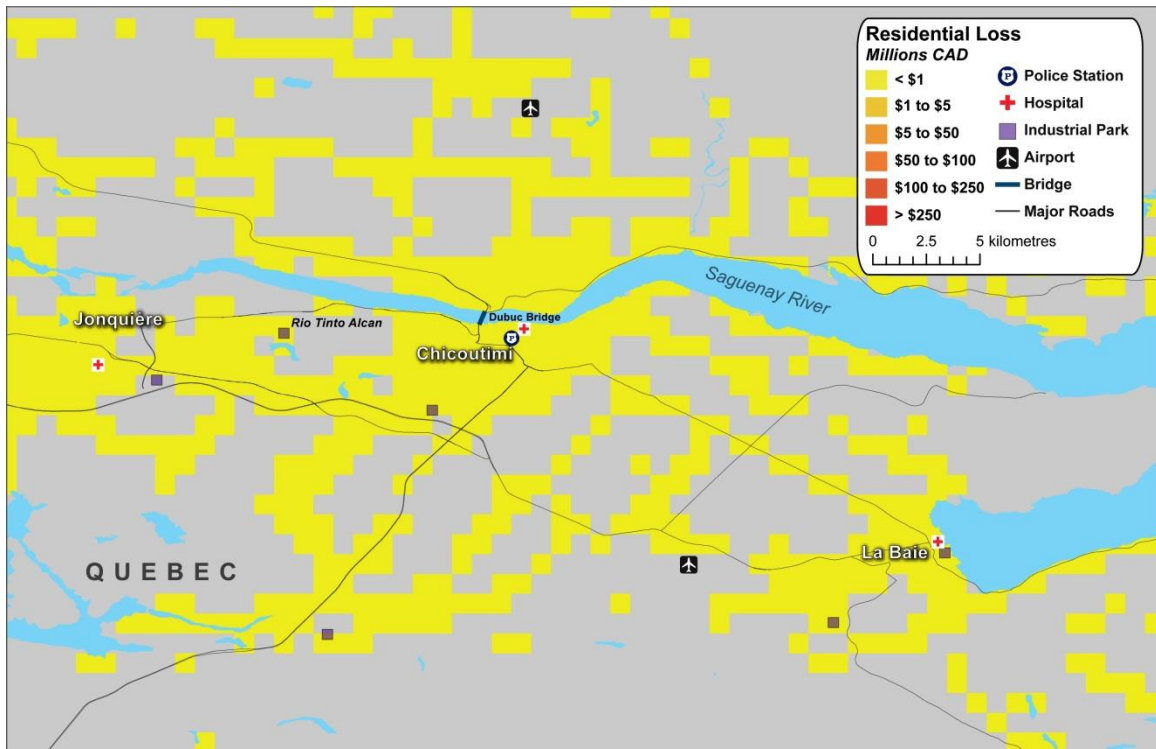 Residential Loss
Millions CAD
< $1
$1 to $5
$5 to $50
$50 to $100
$100 to $250
> $250
P Police Station
Hospital
Industrial Park
Airport
Bridge
Major Roads
0 2.5 5 kilometres
Saguenay River
Jonquière
Rio Tinto Alcan
Dubuc Bridge
P
Chicoutimi
La Baie
QUEBEC